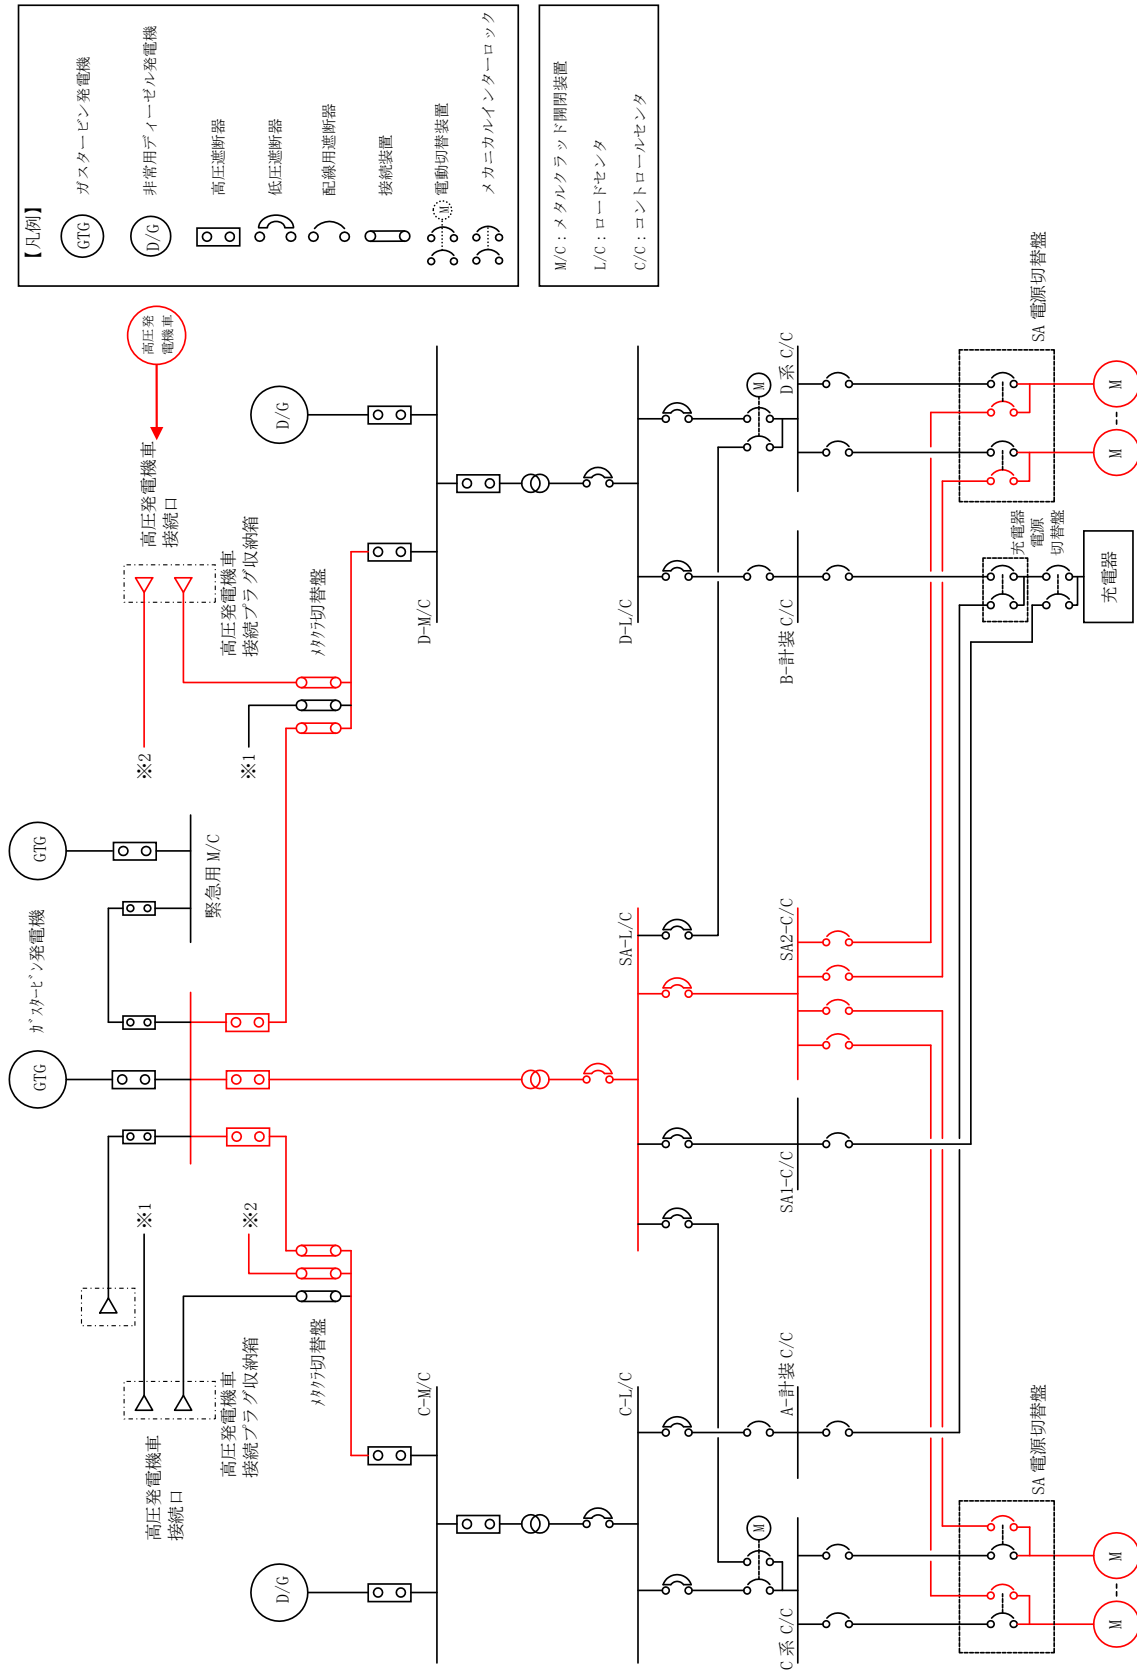 【凡例】
GTG
ガスタービン発電機
D/G
非常用ディーゼル発電機
高圧遮断器
低圧遮断器
配線用遮断器
接続装置
M
電動切替装置
メカニカルインターロック
M/C：メタルクラッド開閉装置
L/C：ロードセンタ
C/C：コントロールセンタ
ｶﾞｽﾀｰﾋﾞﾝ発電機
GTG
GTG
緊急用 M/C
高圧発
電機車
高圧発電機車
接続口
高圧発電機車
接続プラグ収納箱
※2
※1
ﾒﾀｸﾗ切替盤
高圧発電機車
接続口
高圧発電機車
接続プラグ収納箱
※1
※2
ﾒﾀｸﾗ切替盤
D/G
C-M/C
D/G
D-M/C
C-L/C
SA-L/C
D-L/C
M
M
C 系 C/C
A-計装 C/C
SA1-C/C
SA2-C/C
B-計装 C/C
D 系 C/C
SA 電源切替盤
充電器
電源
切替盤
SA 電源切替盤
M
M
充電器
M
M